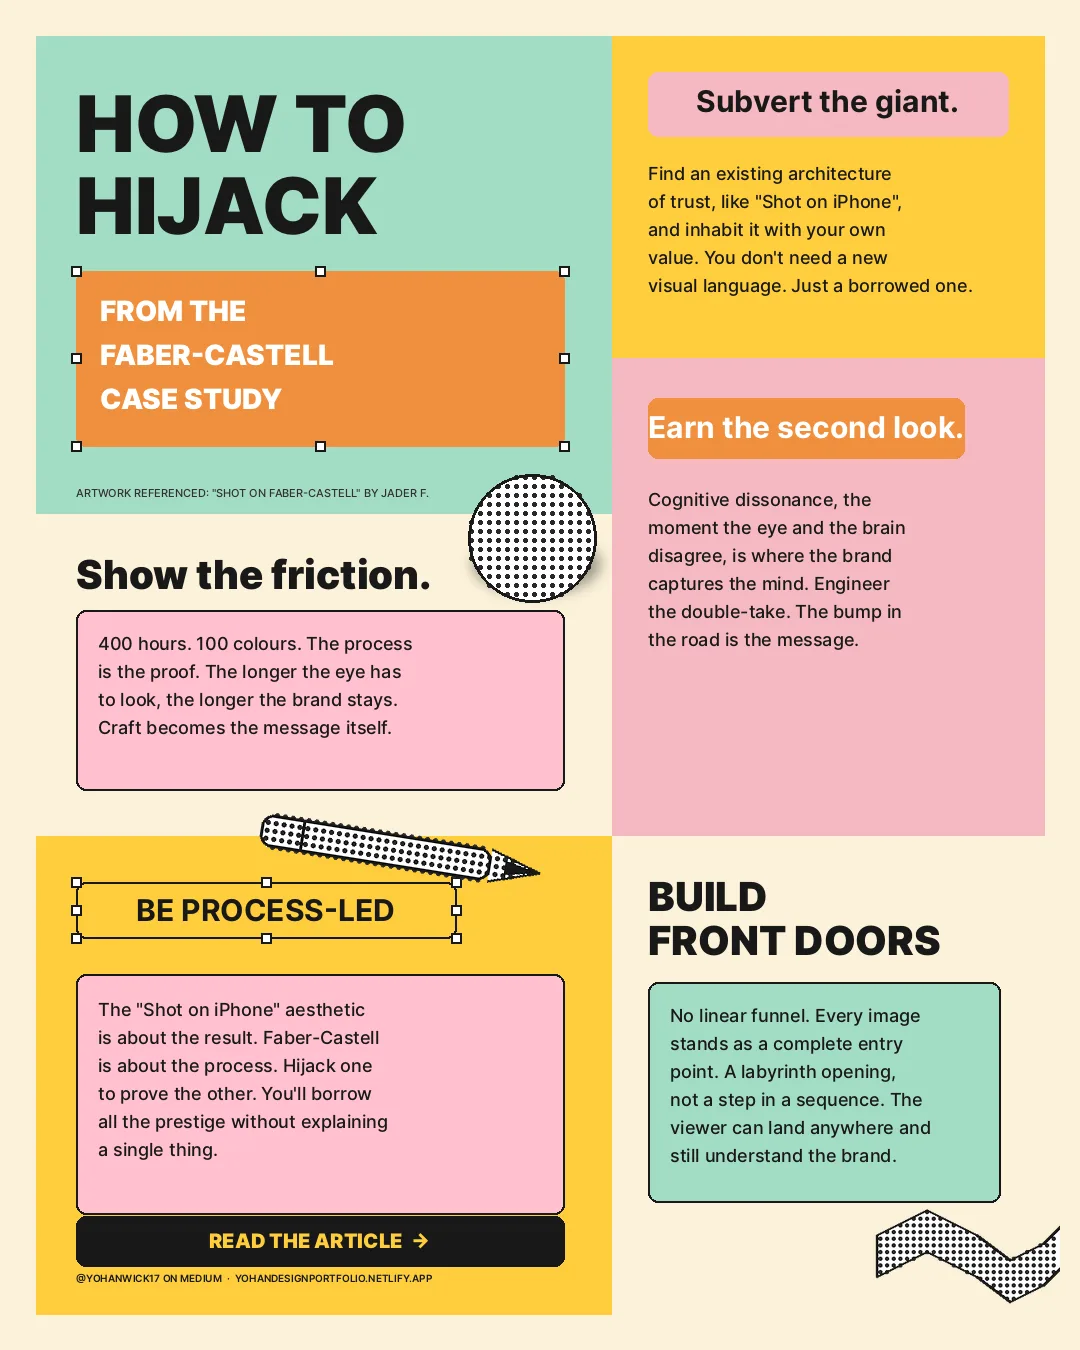 HOW TO
HIJACK
FROM THE
FABER-CASTELL
CASE STUDY
ARTWORK REFERENCED: "SHOT ON FABER-CASTELL" BY JADER F.
Subvert the giant.
Find an existing architecture
of trust, like "Shot on iPhone",
and inhabit it with your own
value. You don't need a new
visual language. Just a borrowed one.
Show the friction.
400 hours. 100 colours. The process
is the proof. The longer the eye has
to look, the longer the brand stays.
Craft becomes the message itself.
Earn the second look.
Cognitive dissonance, the
moment the eye and the brain
disagree, is where the brand
captures the mind. Engineer
the double-take. The bump in
the road is the message.
BE PROCESS-LED
The "Shot on iPhone" aesthetic
is about the result. Faber-Castell
is about the process. Hijack one
to prove the other. You'll borrow
all the prestige without explaining
a single thing.
READ THE ARTICLE →
@YOHANWICK17 ON MEDIUM · YOHANDESIGNPORTFOLIO.NETLIFY.APP
BUILD
FRONT DOORS
No linear funnel. Every image
stands as a complete entry
point. A labyrinth opening,
not a step in a sequence. The
viewer can land anywhere and
still understand the brand.